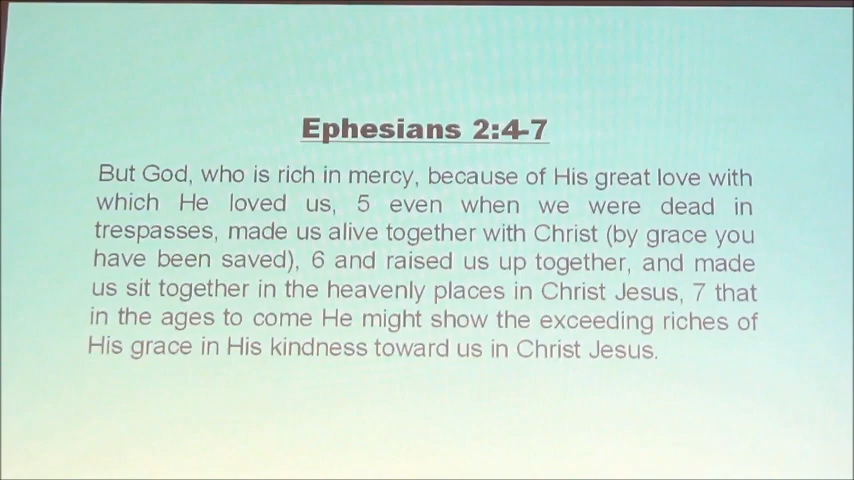 Ephesians 2:4-7
But God, who is rich in mercy, because of His great love with
which He loved us, 5 even when we were dead in
trespasses, made us alive together with Christ (by grace you
have been saved), 6 and raised us up together, and made
us sit together in the heavenly places in Christ Jesus, 7 that
in the ages to come He might show the exceeding riches of
His grace in His kindness toward us in Christ Jesus.